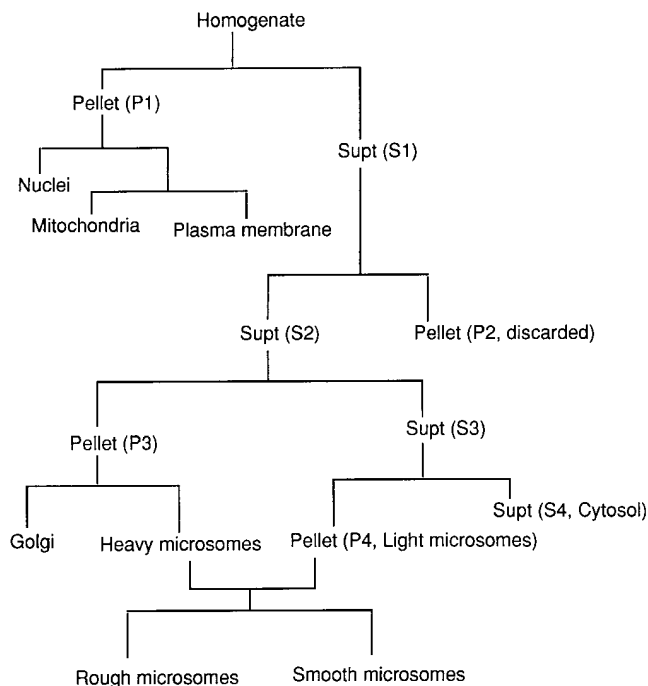 Homogenate
Pellet (P1)
Supt (S1)
Nuclei
Mitochondria
Plasma membrane
Supt (S2)
Pellet (P2, discarded)
Pellet (P3)
Supt (S3)
Supt (S4, Cytosol)
Golgi
Heavy microsomes
Pellet (P4, Light microsomes)
Rough microsomes
Smooth microsomes